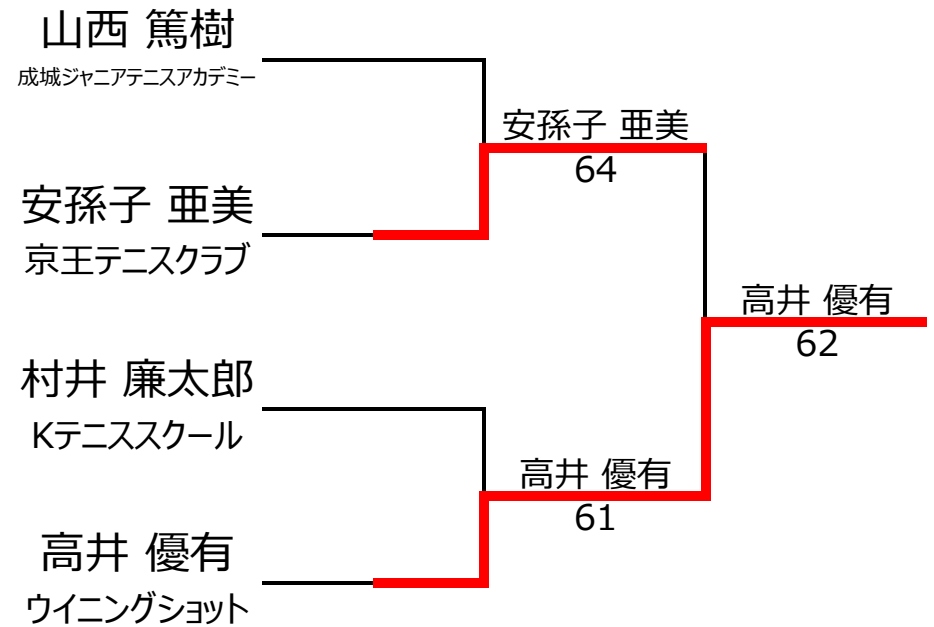 山西 篤樹
成城ジャニアテニスアカデミー
安孫子 亜美
64
安孫子 亜美
京王テニスクラブ
高井 優有
62
村井 廉太郎
Kテニススクール
高井 優有
61
高井 優有
ウイニングショット